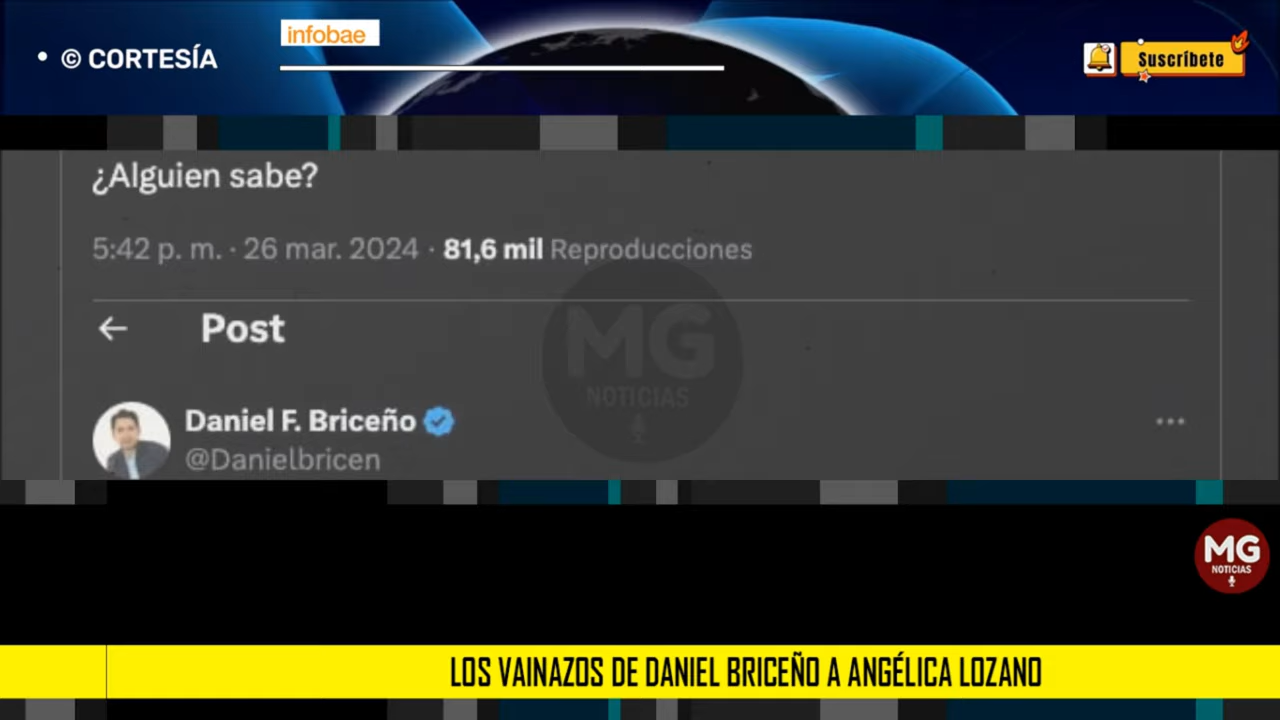 infobae
• © CORTESÍA
Suscríbete
¿Alguien sabe?
5:42 p. m. · 26 mar. 2024 · 81,6 mil Reproducciones
← Post
MG
NOTICIAS
Daniel F. Briceño
@Danielbricen
MG
NOTICIAS
LOS VAINAZOS DE DANIEL BRICEÑO A ANGÉLICA LOZANO